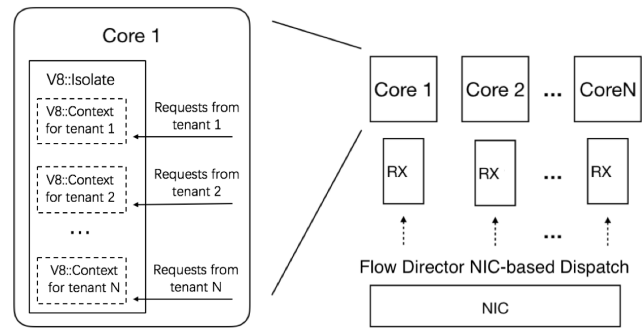 Core 1
V8::Isolate
V8::Context
for tenant 1
Requests from
tenant 1
V8::Context
for tenant 2
Requests from
tenant 2
...
V8::Context
for tenant N
Requests from
tenant N
Core 1
Core 2
...
CoreN
RX
RX
...
RX
...
Flow Director NIC-based Dispatch
NIC